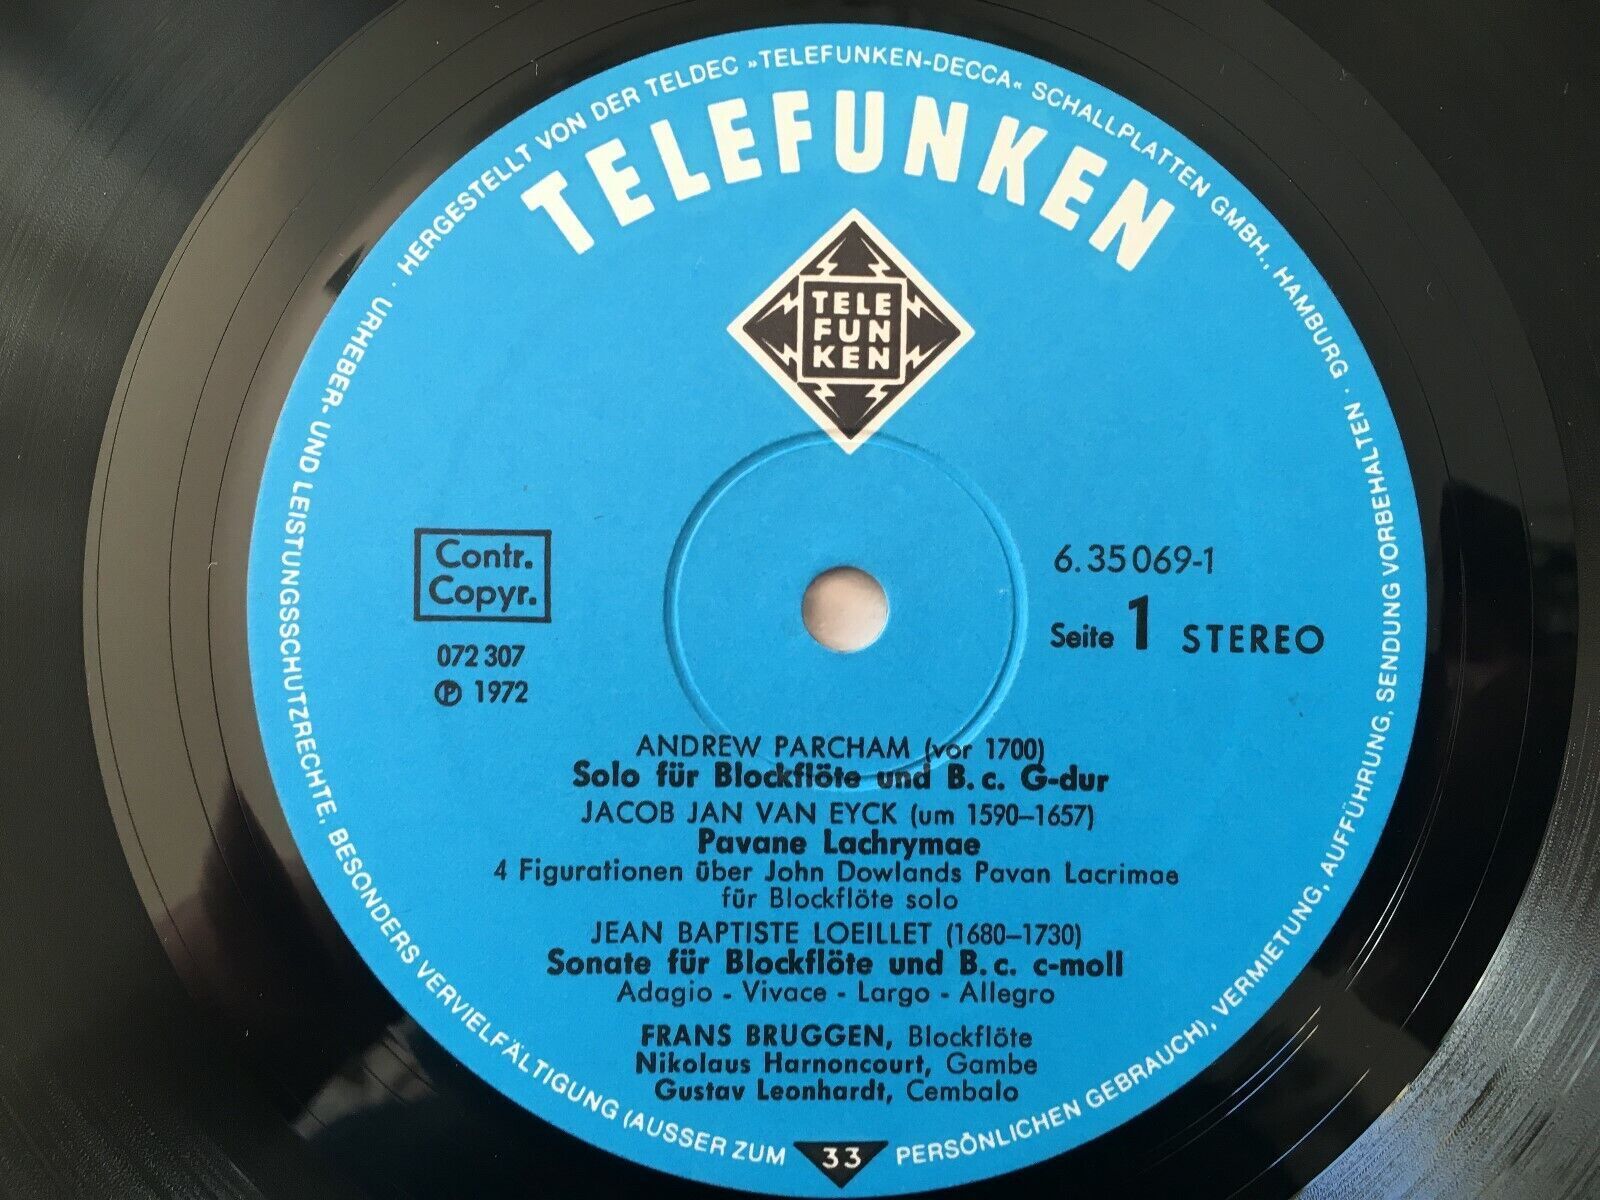 HERGESTELLT VON DER TELDEC »TELEFUNKEN-DECCA« SCHALLPLATTEN GMBH., HAMBURG · URHEBER- UND LEISTUNGSSCHUTZRECHTE, BESONDERS VERVIELFÄLTIGUNG (AUSSER ZUM PERSÖNLICHEN GEBRAUCH), VERMIETUNG, AUFFÜHRUNG, SENDUNG VORBEHALTEN ·
TELEFUNKEN
TELE
FUN
KEN
Contr.
Copyr.
072 307
℗ 1972
6.35069-1
Seite 1 STEREO
ANDREW PARCHAM (vor 1700)
Solo für Blockflöte und B.c. G-dur
JACOB JAN VAN EYCK (um 1590–1657)
Pavane Lachrymae
4 Figurationen über John Dowlands Pavan Lacrimae
für Blockflöte solo
JEAN BAPTISTE LOEILLET (1680–1730)
Sonate für Blockflöte und B.c. c-moll
Adagio - Vivace - Largo - Allegro
FRANS BRÜGGEN, Blockflöte
Nikolaus Harnoncourt, Gambe
Gustav Leonhardt, Cembalo
33